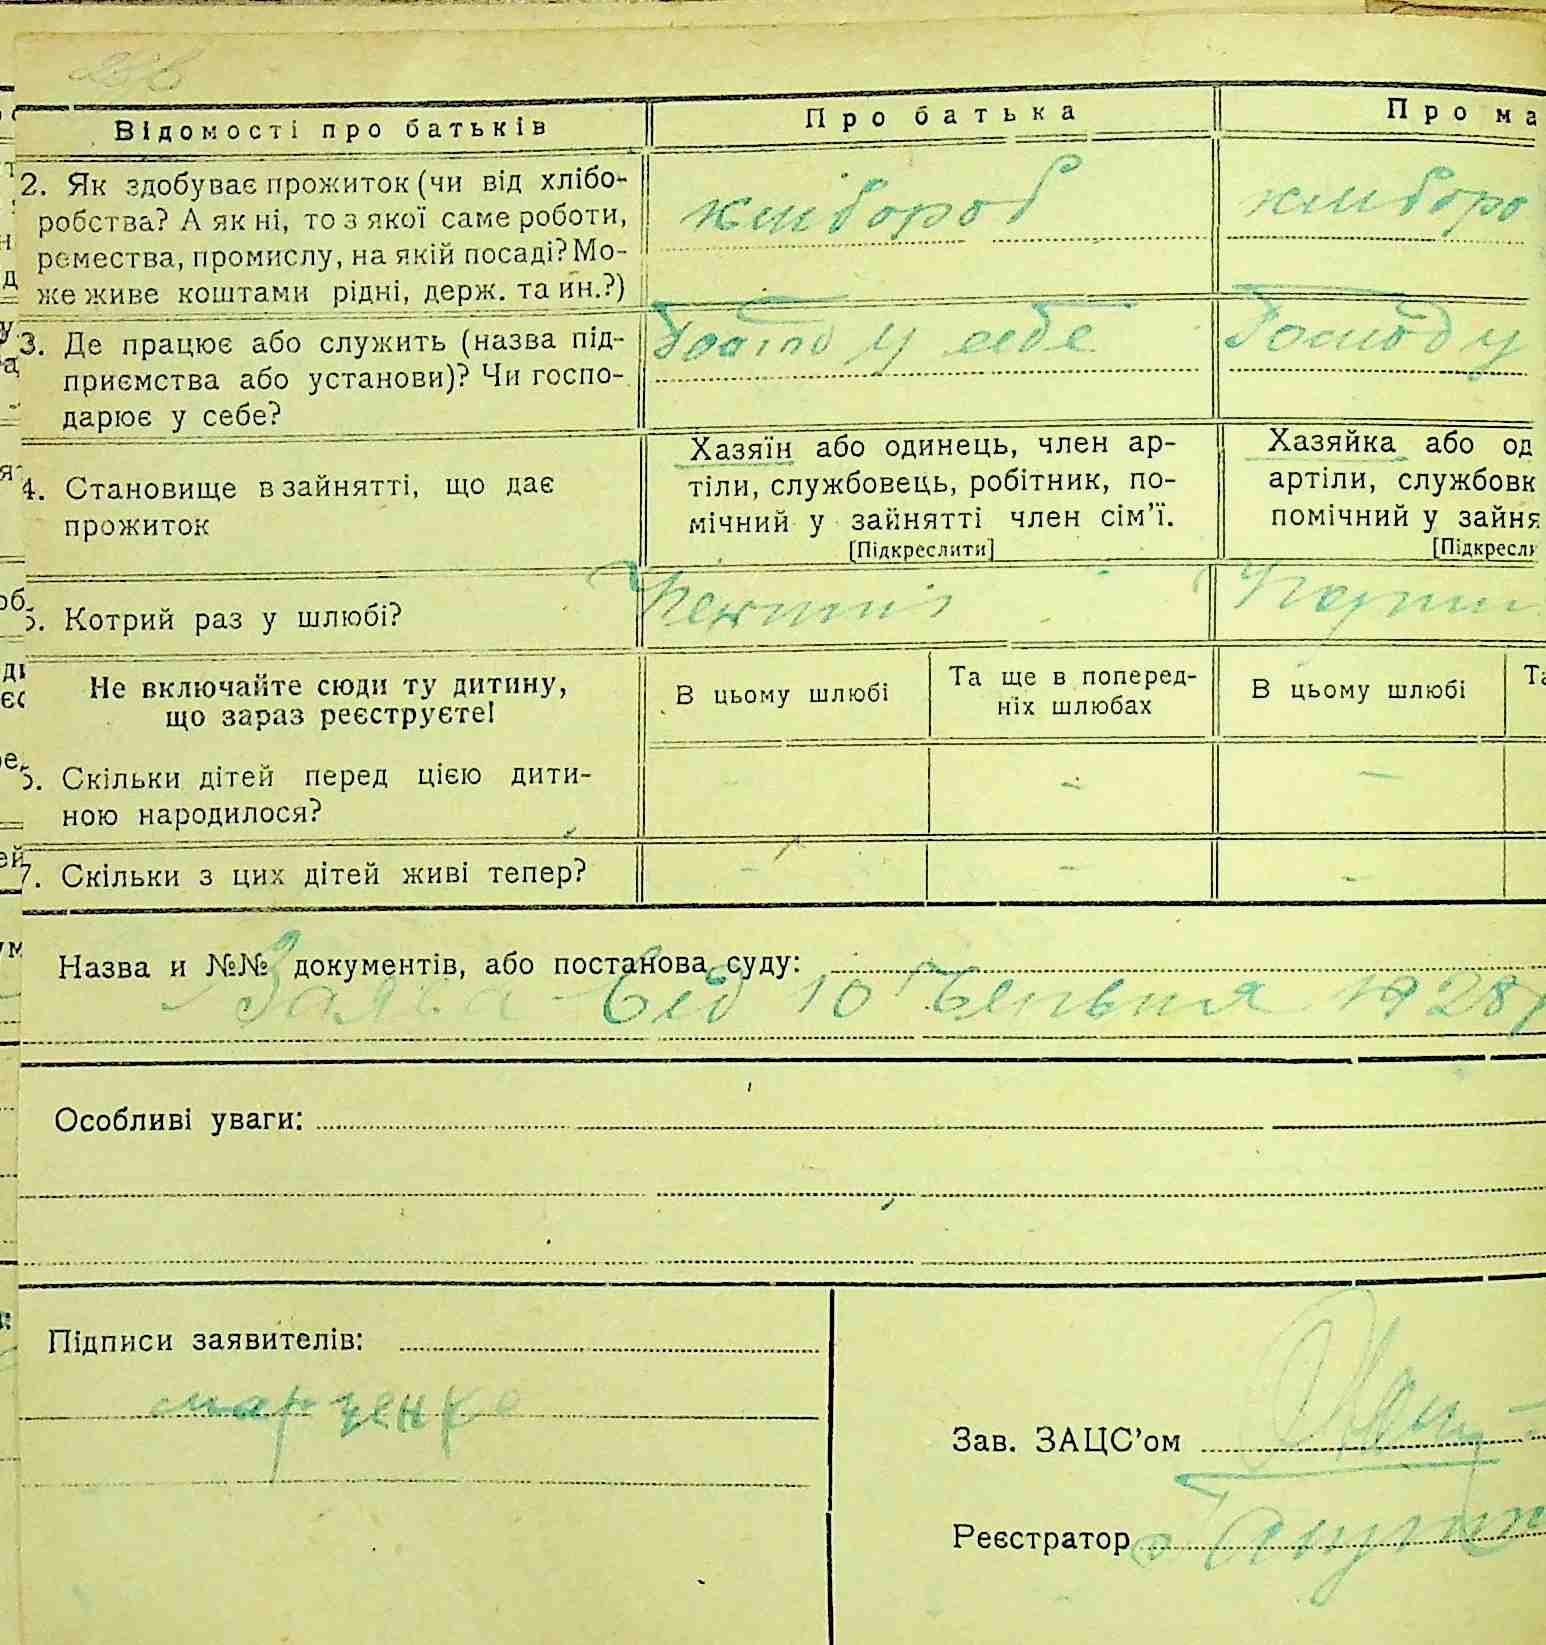 Відомості про батьків
Про батька
Про ма
2. Як здобуває прожиток (чи від хлібо-
робства? А як ні, то з якої саме роботи,
ремества, промислу, на якій посаді? Мо-
же живе коштами рідні, держ. та ин.?)
хлибороб
хлиборо
3. Де працює або служить (назва під-
приємства або установи)? Чи госпо-
дарює у себе?
у себе
Господ у
4. Становище в зайнятті, що дає
прожиток
Хазяїн або одинець, член ар-
тіли, службовець, робітник, по-
мічний у зайнятті член сім'ї.
[Підкреслити]
Хазяйка або од
артіли, службовк
помічний у зайня
[Підкресли
5. Котрий раз у шлюбі?
Не включайте сюди ту дитину,
що зараз реєструєте!
В цьому шлюбі
Та ще в поперед-
ніх шлюбах
В цьому шлюбі
Та
6. Скільки дітей перед цією дити-
ною народилося?
- - -
7. Скільки з цих дітей живі тепер?
- - -
Назва и №№ документів, або постанова суду:
Заява від 10 Червня 1928р
Особливі уваги:
Підписи заявителів:
марченко
Зав. ЗАЦС'ом
Реєстратор